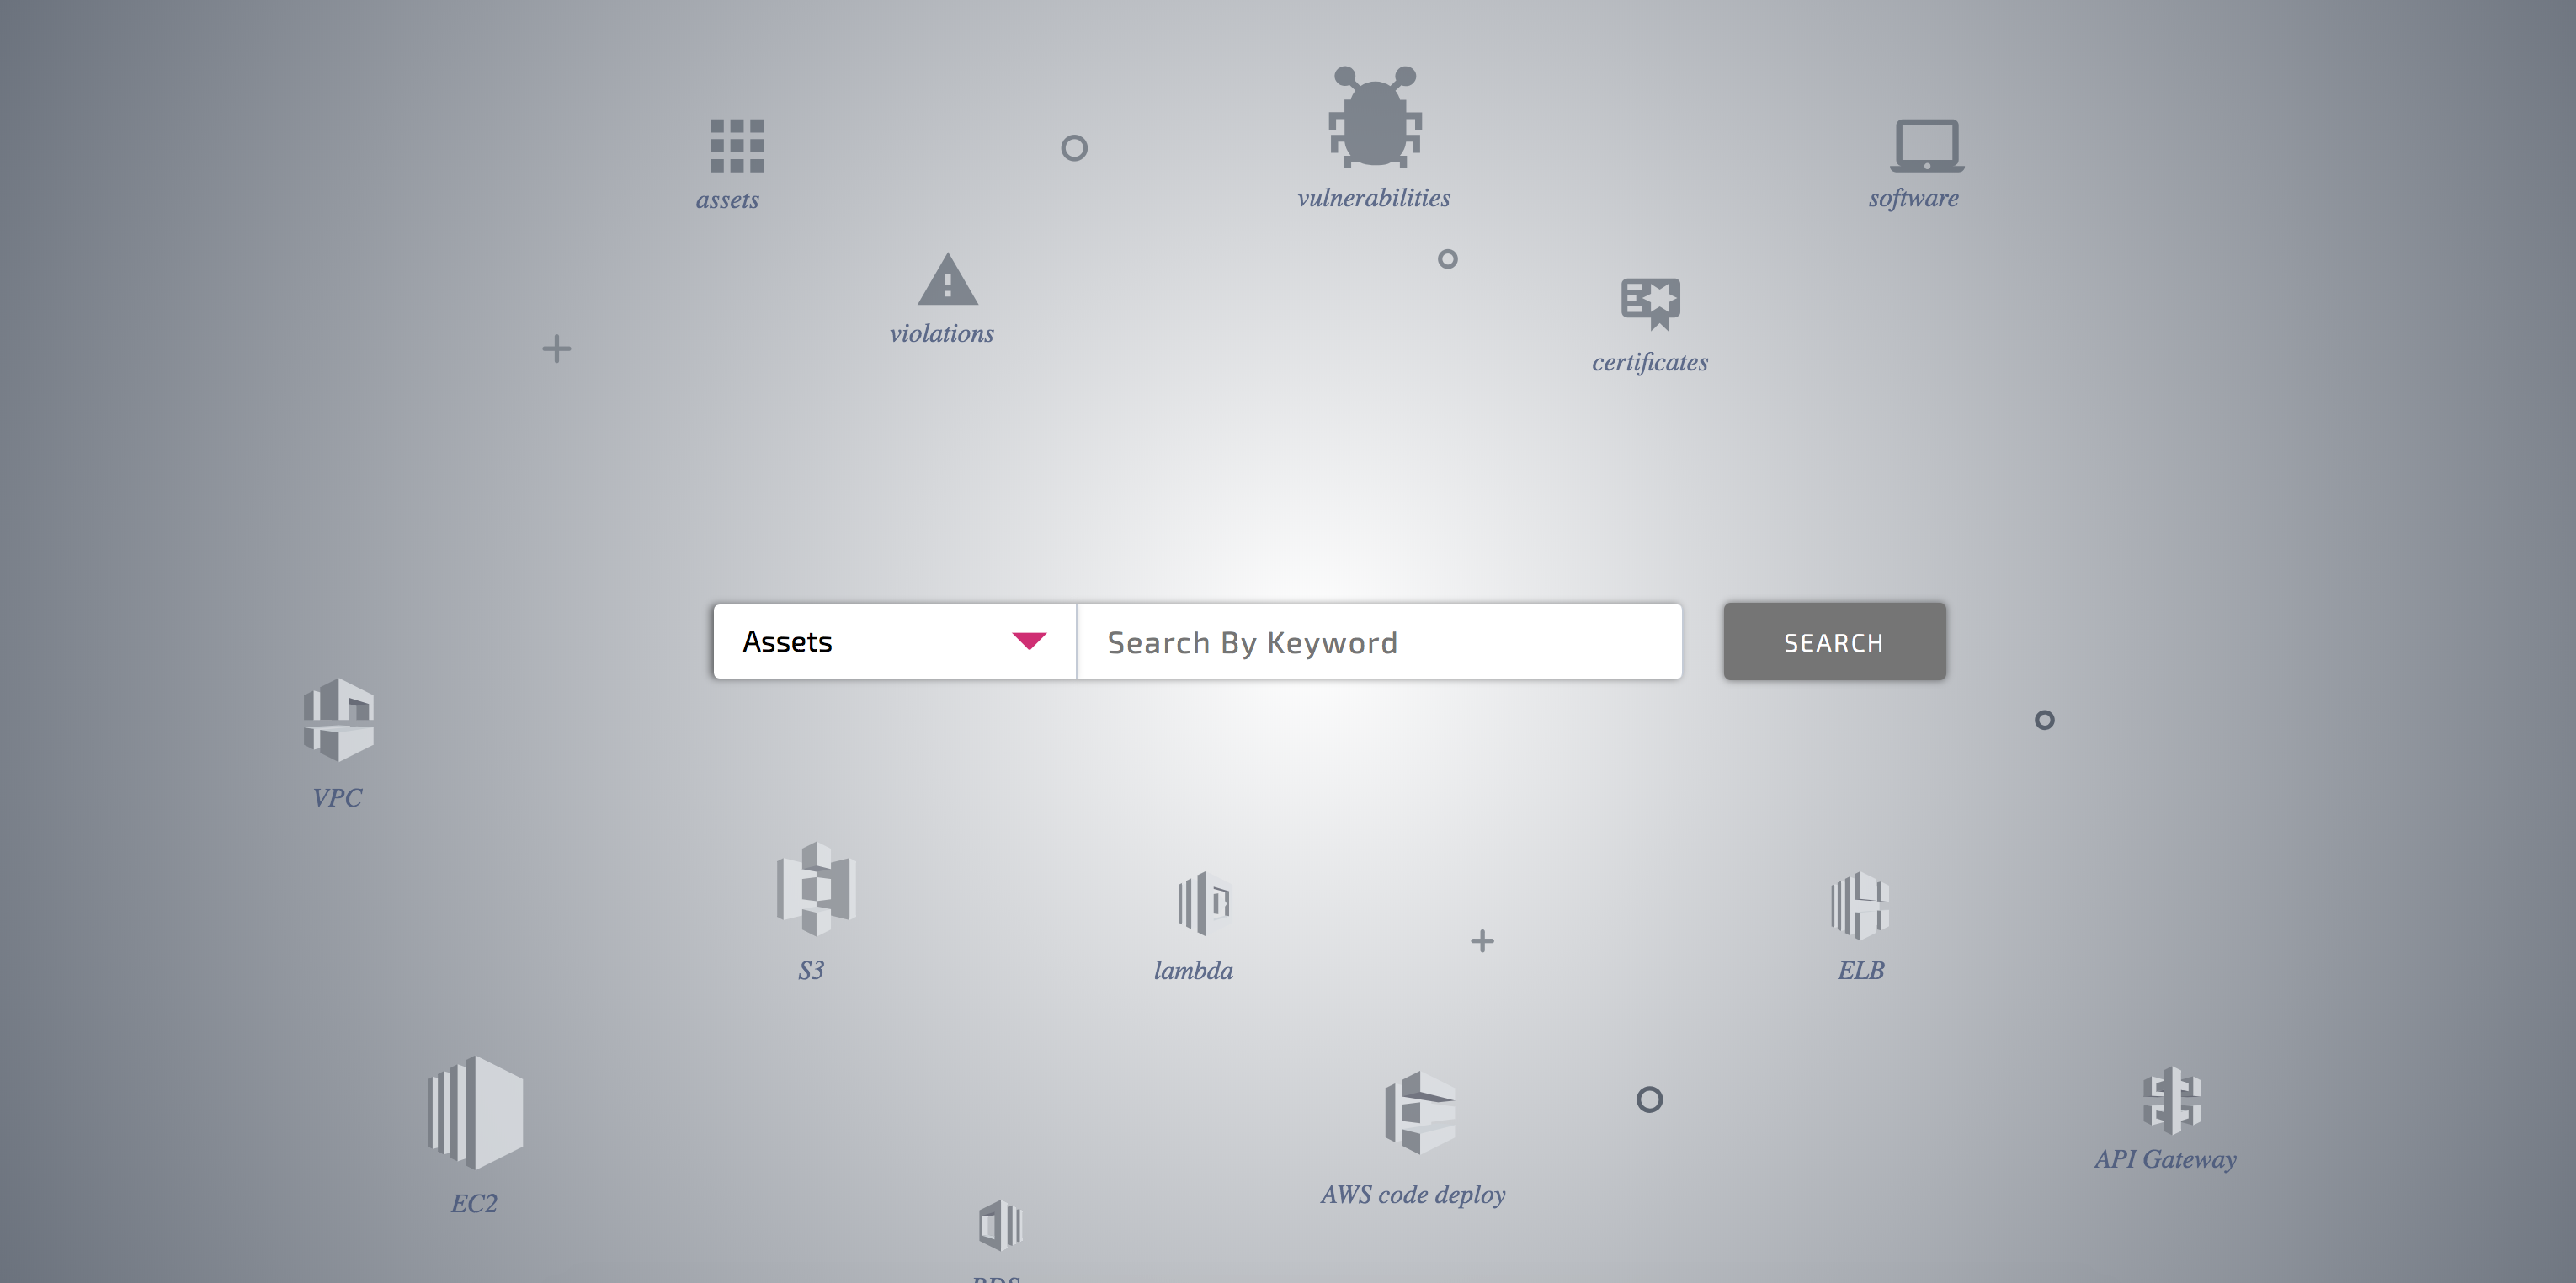 assets
vulnerabilities
software
violations
certificates
Assets
Search By Keyword
SEARCH
VPC
S3
lambda
ELB
EC2
AWS code deploy
API Gateway
RDS